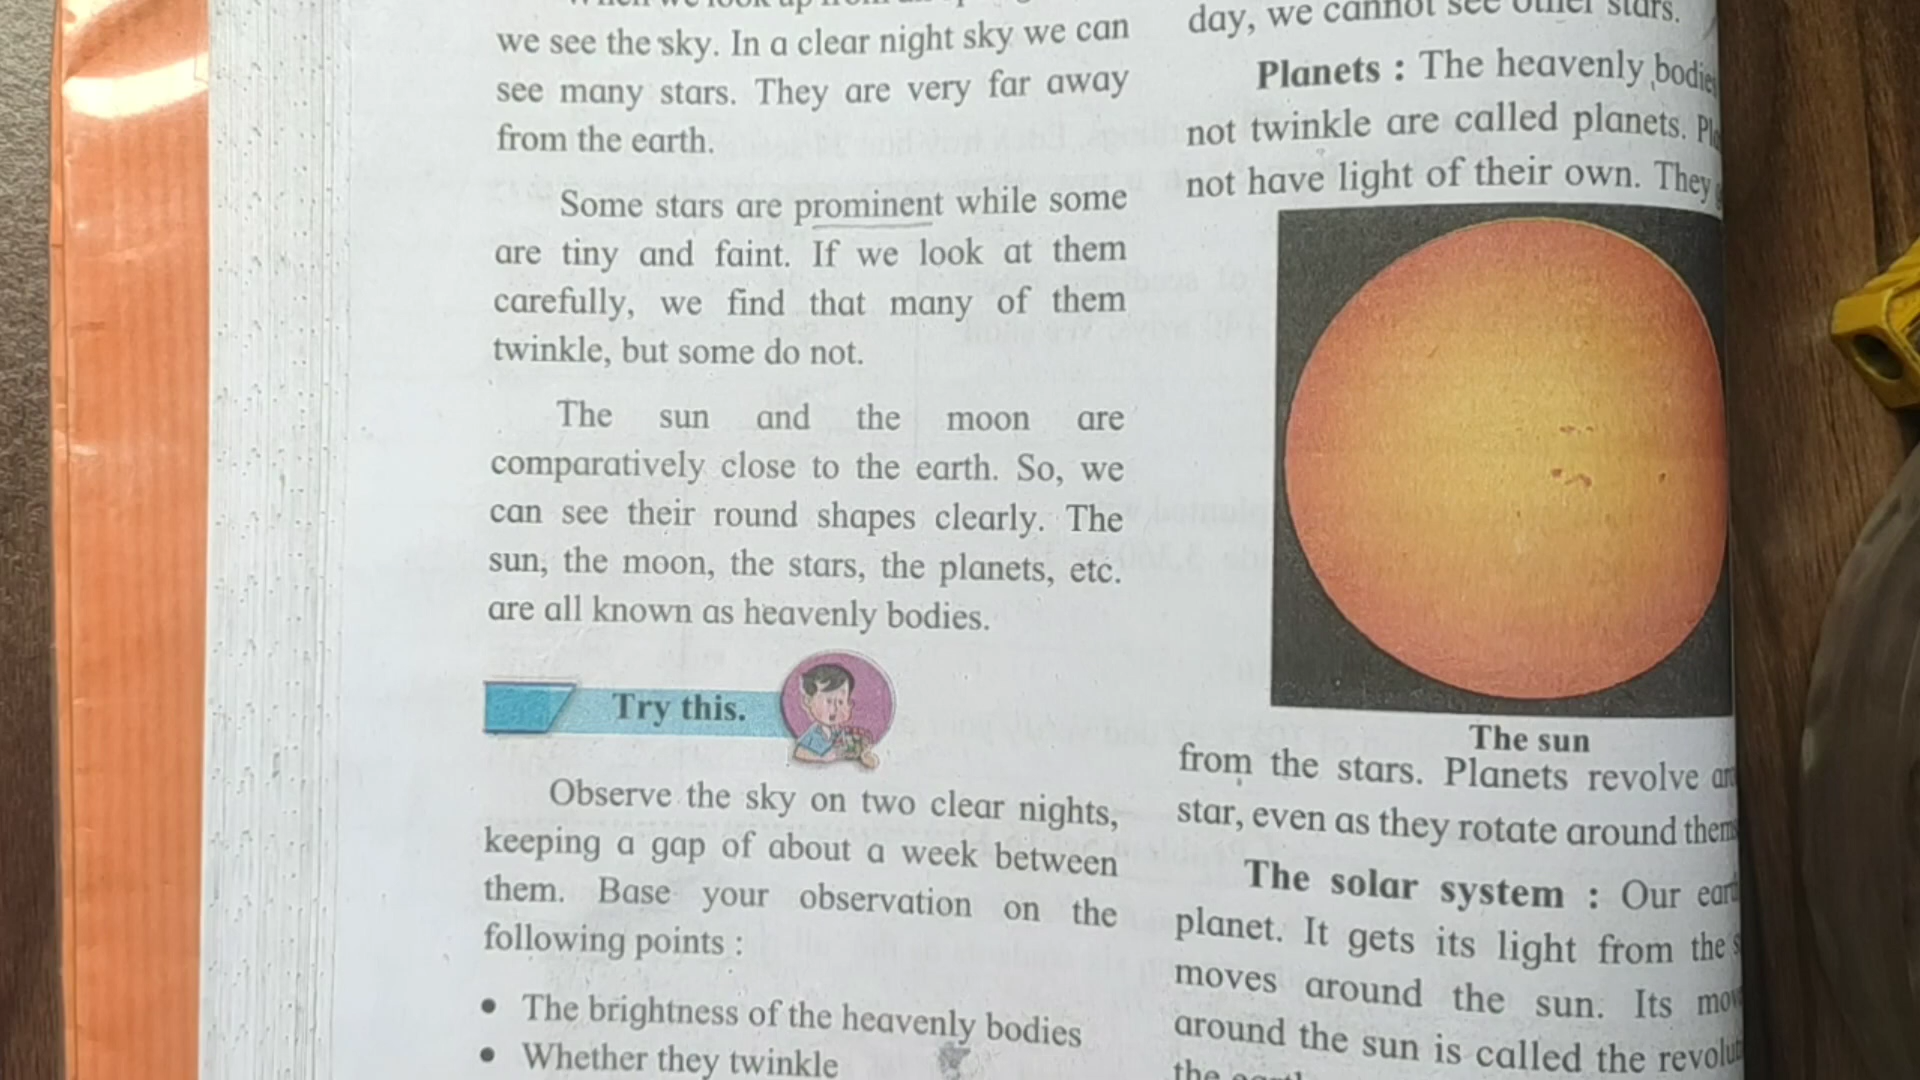 we see the sky. In a clear night sky we can
see many stars. They are very far away
from the earth.
Some stars are prominent while some
are tiny and faint. If we look at them
carefully, we find that many of them
twinkle, but some do not.
The sun and the moon are
comparatively close to the earth. So, we
can see their round shapes clearly. The
sun, the moon, the stars, the planets, etc.
are all known as heavenly bodies.
Try this.
Observe the sky on two clear nights,
keeping a gap of about a week between
them. Base your observation on the
following points :
• The brightness of the heavenly bodies
• Whether they twinkle
day, we cannot see other stars.
Planets : The heavenly
not twinkle are called planets.
not have light of their own. They
The sun
from the stars. Planets revolve
star, even as they rotate around
The solar system : Our
planet. It gets its light from the
moves around the sun. Its
around the sun is called the
the